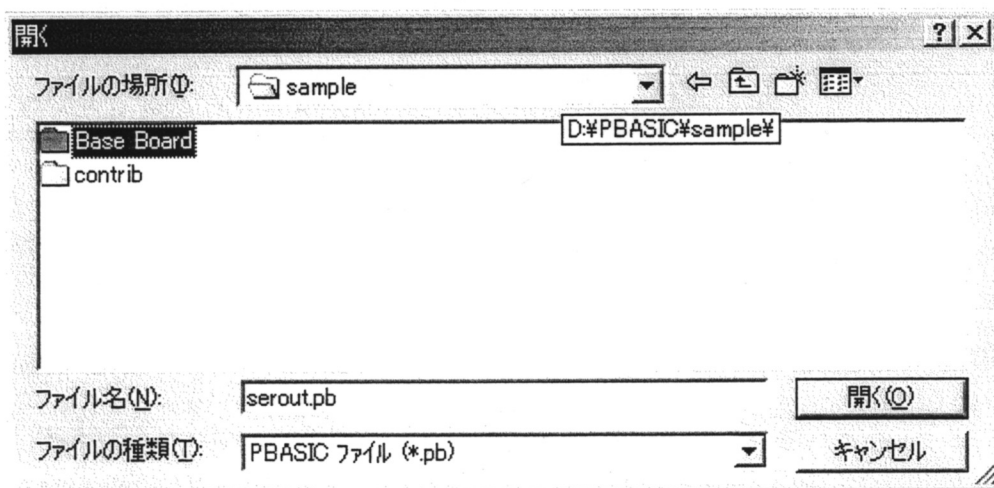 開く
ファイルの場所(I):
sample
D:¥PBASIC¥sample¥
Base Board
contrib
ファイル名(N):
serout.pb
開く(O)
ファイルの種類(T):
PBASIC ファイル (*.pb)
キャンセル